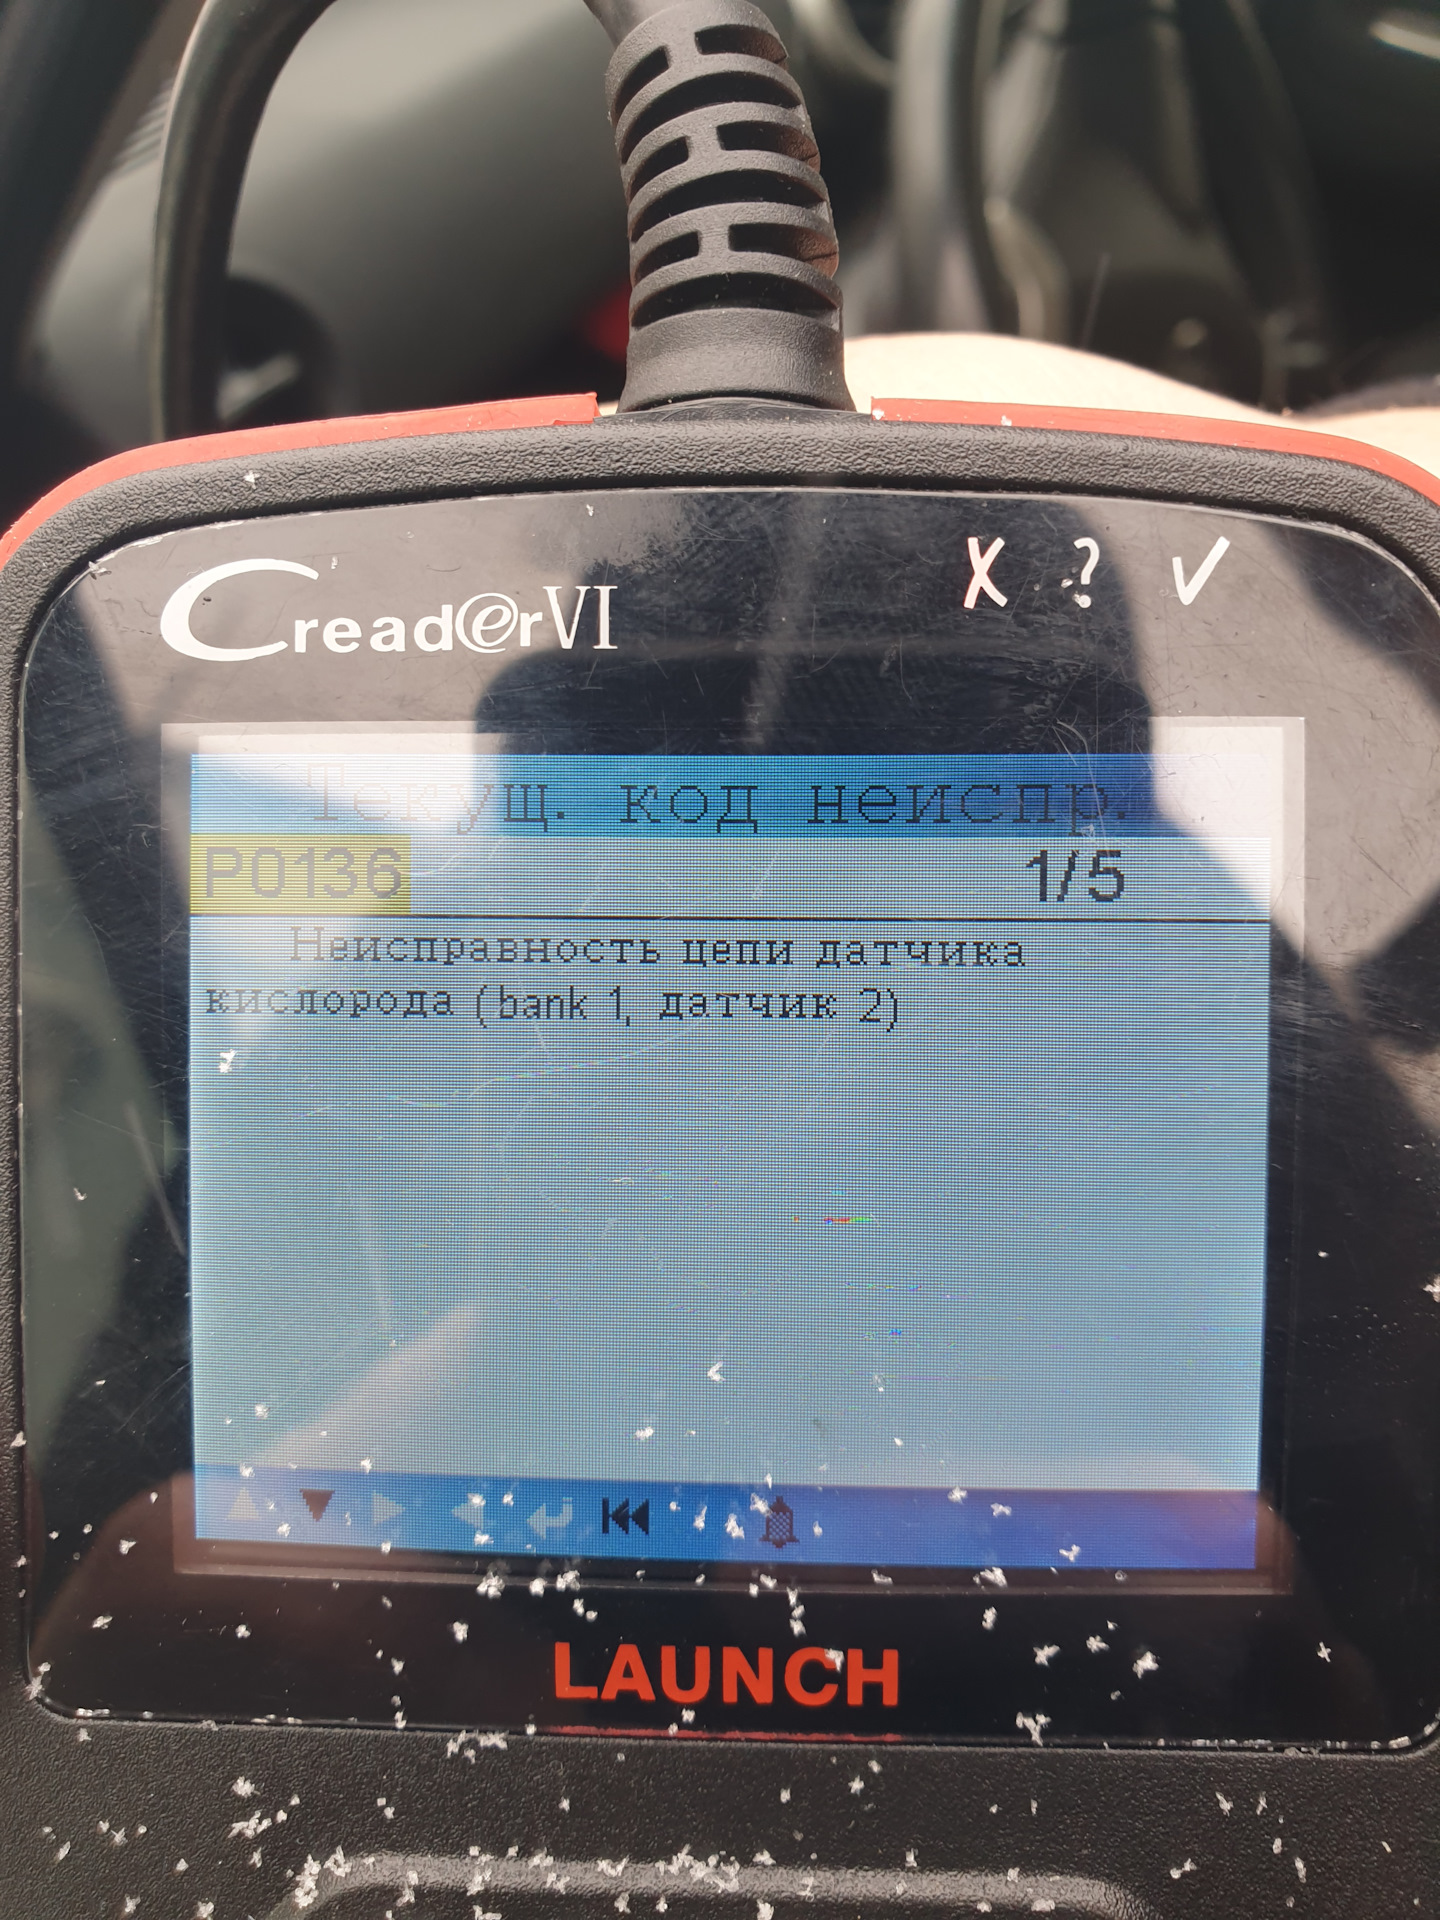 CreaderVI
X ? ✓
Текущ. код неиспр.
P0136 1/5
Неисправность цепи датчика
кислорода (bank 1, датчик 2)
LAUNCH